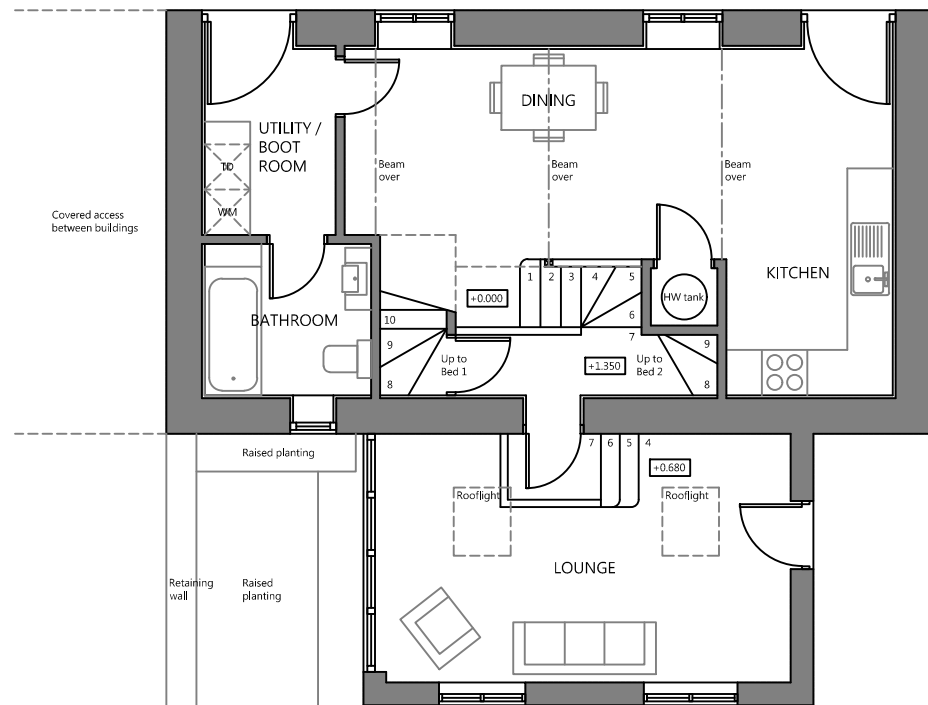 DINING
UTILITY /
BOOT
ROOM
TD
WM
Beam
over
Beam
over
Beam
over
Covered access
between buildings
KITCHEN
HW tank
1
2
3
4
5
6
7
+0.000
BATHROOM
10
9
8
Up to
Bed 1
+1.350
Up to
Bed 2
9
8
Raised planting
7
6
5
4
+0.680
Rooflight
Rooflight
LOUNGE
Retaining
wall
Raised
planting